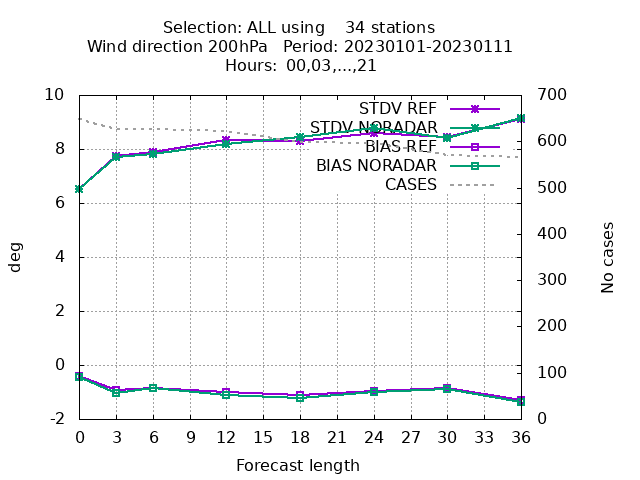 Selection: ALL using    34 stations
Wind direction 200hPa   Period: 20230101-20230111
Hours: 00,03,...,21
10
8
6
4
2
0
-2
700
600
500
400
300
200
100
0
STDV REF
STDV NORADAR
BIAS REF
BIAS NORADAR
CASES
deg
No cases
0 3 6 9 12 15 18 21 24 27 30 33 36
Forecast length